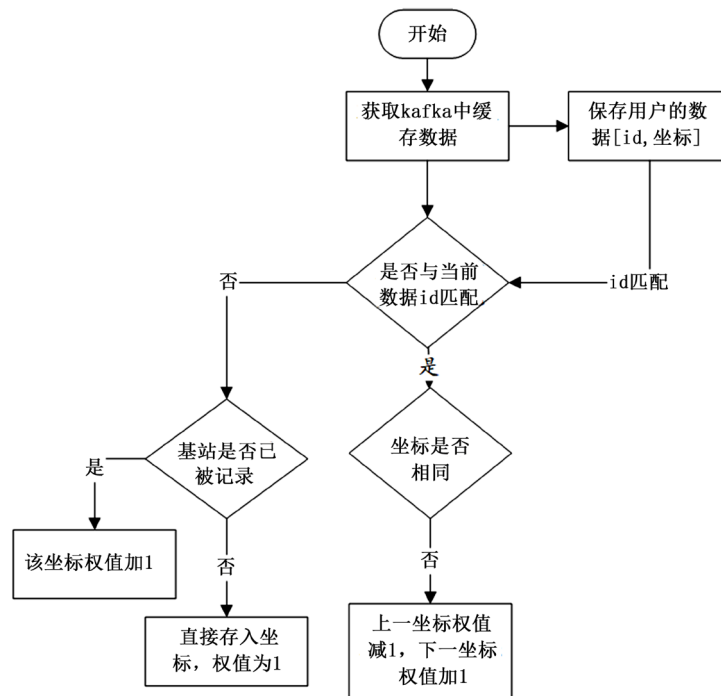 开始
获取kafka中缓
存数据
保存用户的数
据[id,坐标]
是否与当前
数据id匹配
否
id匹配
是
基站是否已
被记录
坐标是否
相同
是
该坐标权值加1
否
否
直接存入坐
标，权值为1
上一坐标权值
减1，下一坐标
权值加1